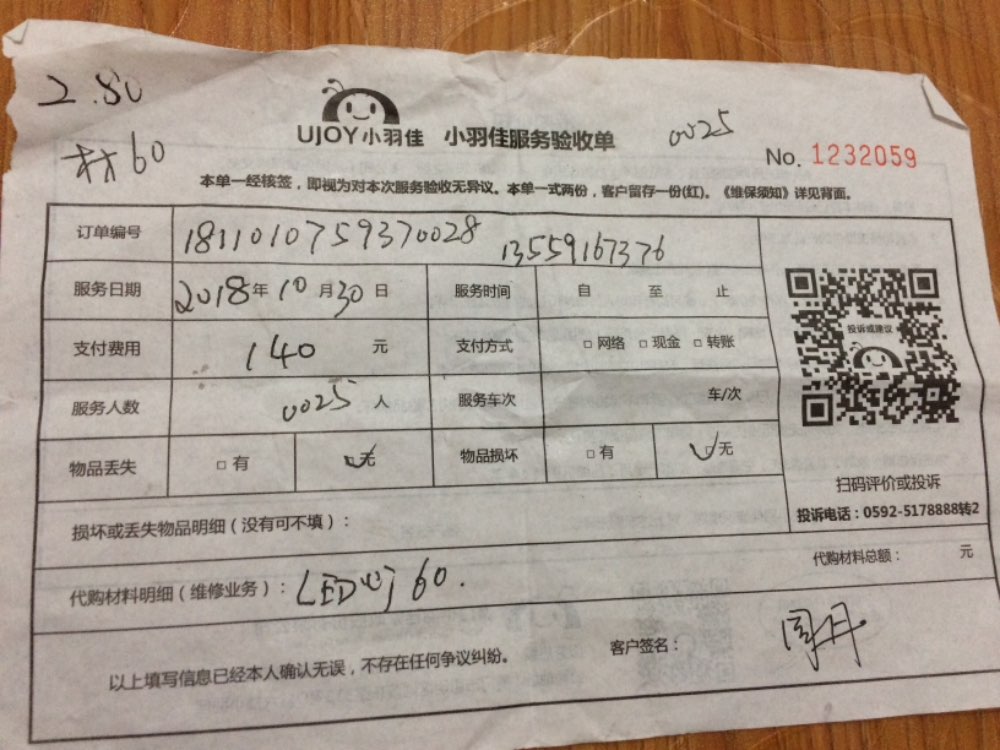 2.80
材60
UJOY小羽佳 小羽佳服务验收单
0025
No. 1232059
本单一经核签，即视为对本次服务验收无异议。本单一式两份，客户留存一份(红)。《维保须知》详见背面。
订单编号 1811010759370028 13559167376
服务日期 2018年10月30日 服务时间 自 至 止
支付费用 140 元 支付方式 □网络 □现金 □转账
服务人数 0025 人 服务车次 车/次
物品丢失 □有 ☑无 物品损坏 □有 ☑无
投诉或建议
扫码评价或投诉
投诉电话：0592-5178888转2
损坏或丢失物品明细（没有可不填）：
代购材料明细（维修业务）：LED灯60. 代购材料总额： 元
以上填写信息已经本人确认无误，不存在任何争议纠纷。 客户签名：